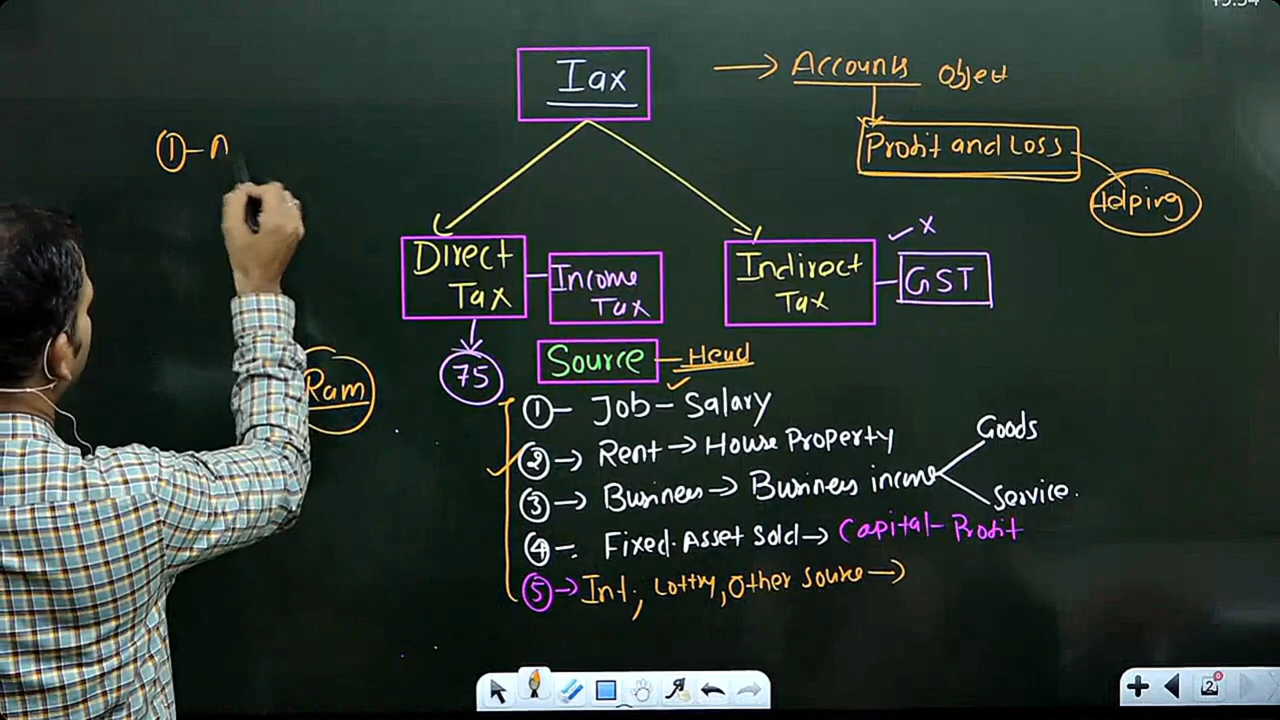 Tax
→ Accounts Object
Profit and Loss
Helping
①- n
Direct Tax - Income Tax
Indirect Tax - GST
✓ x
75
Source - Head
Ram
①- Job - Salary
②→ Rent → House Property
③→ Business → Business income
Goods
Service.
④-: Fixed Asset Sold → Capital-Profit
⑤→ Int., Lottry, Other Source →
2